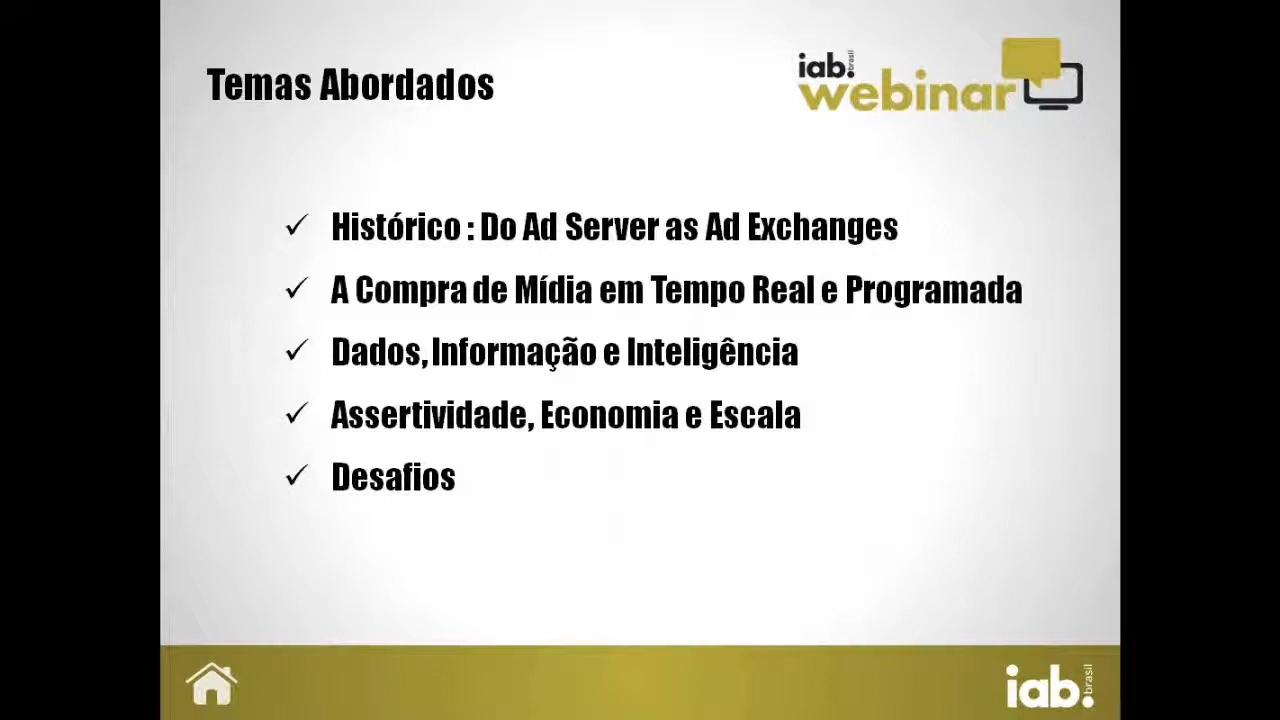 Temas Abordados
iab.brasil
webinar
Histórico : Do Ad Server as Ad Exchanges
A Compra de Mídia em Tempo Real e Programada
Dados, Informação e Inteligência
Assertividade, Economia e Escala
Desafios
iab.brasil